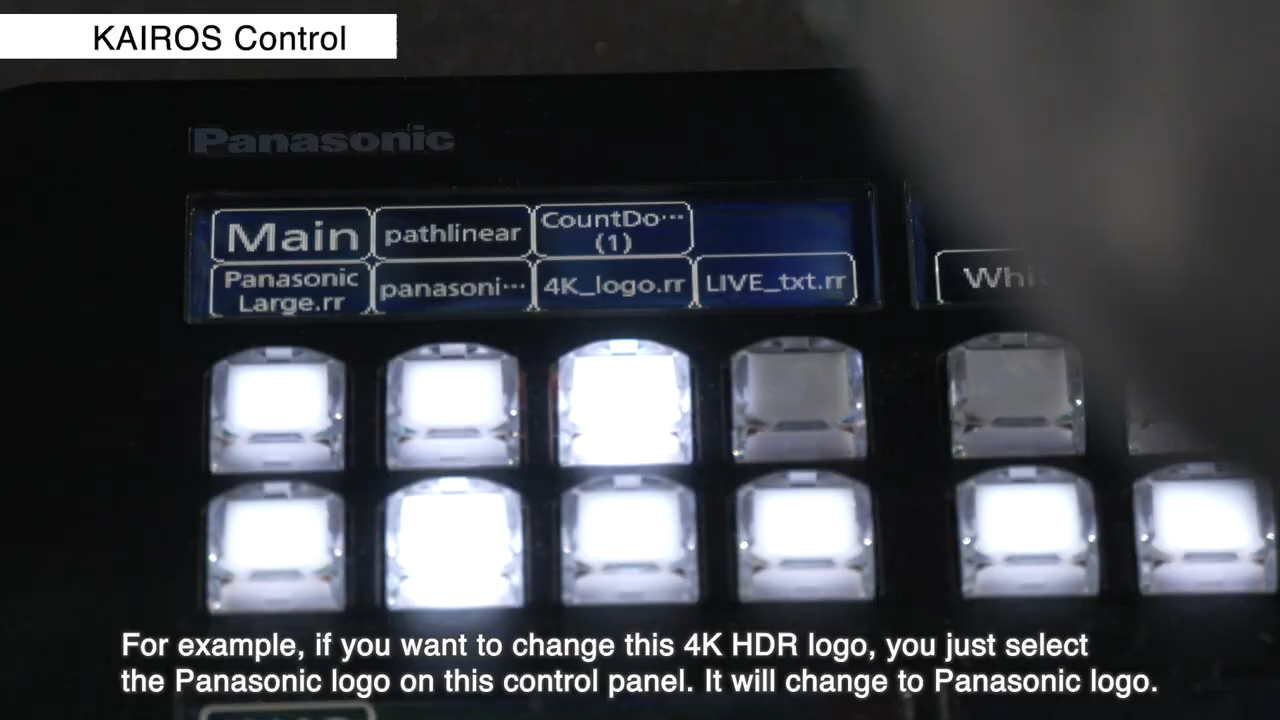 KAIROS Control
Panasonic
Main
pathlinear
CountDo…
(1)
Panasonic
Large.rr
panasoni…
4K_logo.rr
LIVE_txt.rr
For example, if you want to change this 4K HDR logo, you just select
the Panasonic logo on this control panel. It will change to Panasonic logo.